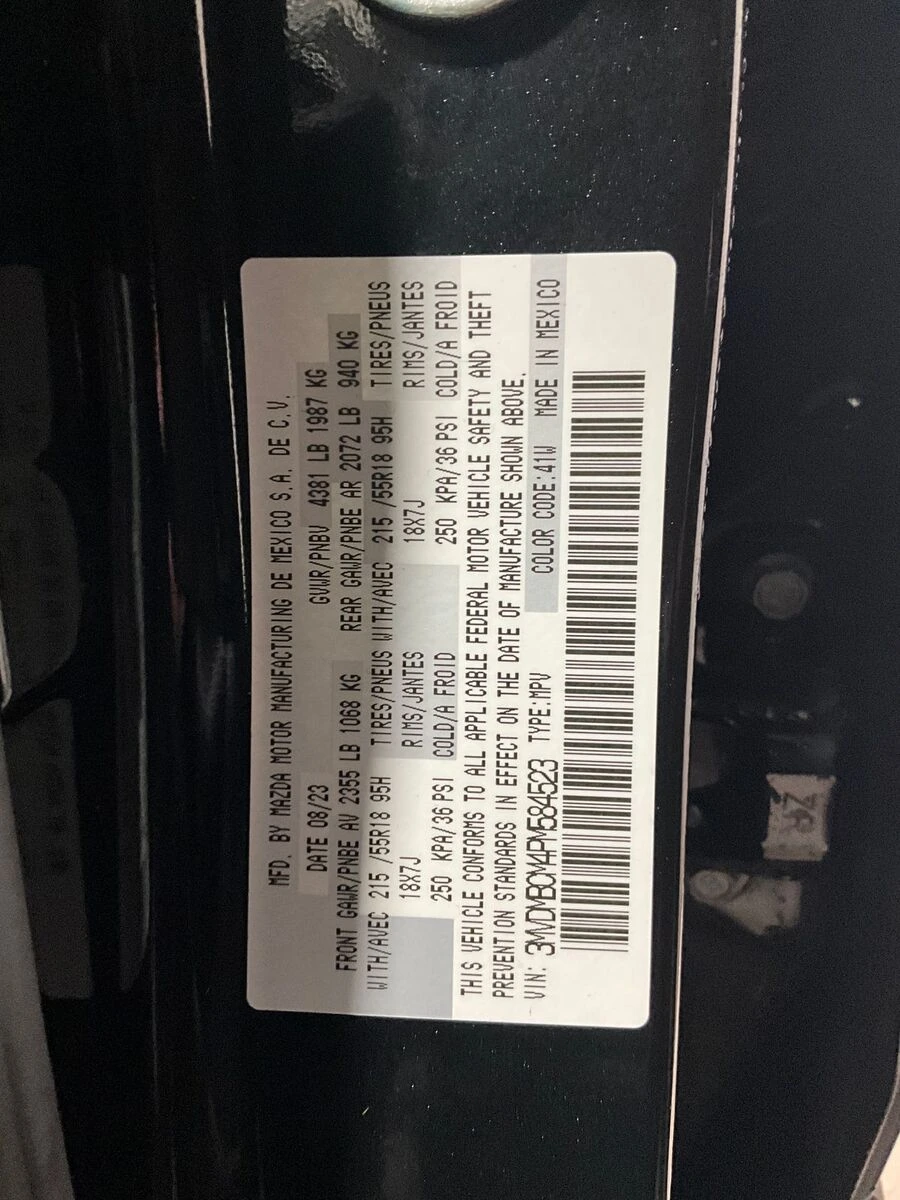 MFD. BY MAZDA MOTOR MANUFACTURING DE MEXICO S.A. DE C.V.
DATE 08/23 GVWR/PNBV 4381 LB 1987 KG
FRONT GAWR/PNBE AV 2355 LB 1068 KG REAR GAWR/PNBE AR 2072 LB 940 KG
WITH/AVEC 215 /55R18 95H TIRES/PNEUS WITH/AVEC 215 /55R18 95H TIRES/PNEUS
18X7J RIMS/JANTES 18X7J RIMS/JANTES
250 KPA/36 PSI COLD/A FROID 250 KPA/36 PSI COLD/A FROID
THIS VEHICLE CONFORMS TO ALL APPLICABLE FEDERAL MOTOR VEHICLE SAFETY AND THEFT
PREVENTION STANDARDS IN EFFECT ON THE DATE OF MANUFACTURE SHOWN ABOVE.
VIN: 3MVDMBCM4PM584523 TYPE:MPV COLOR CODE:41W MADE IN MEXICO